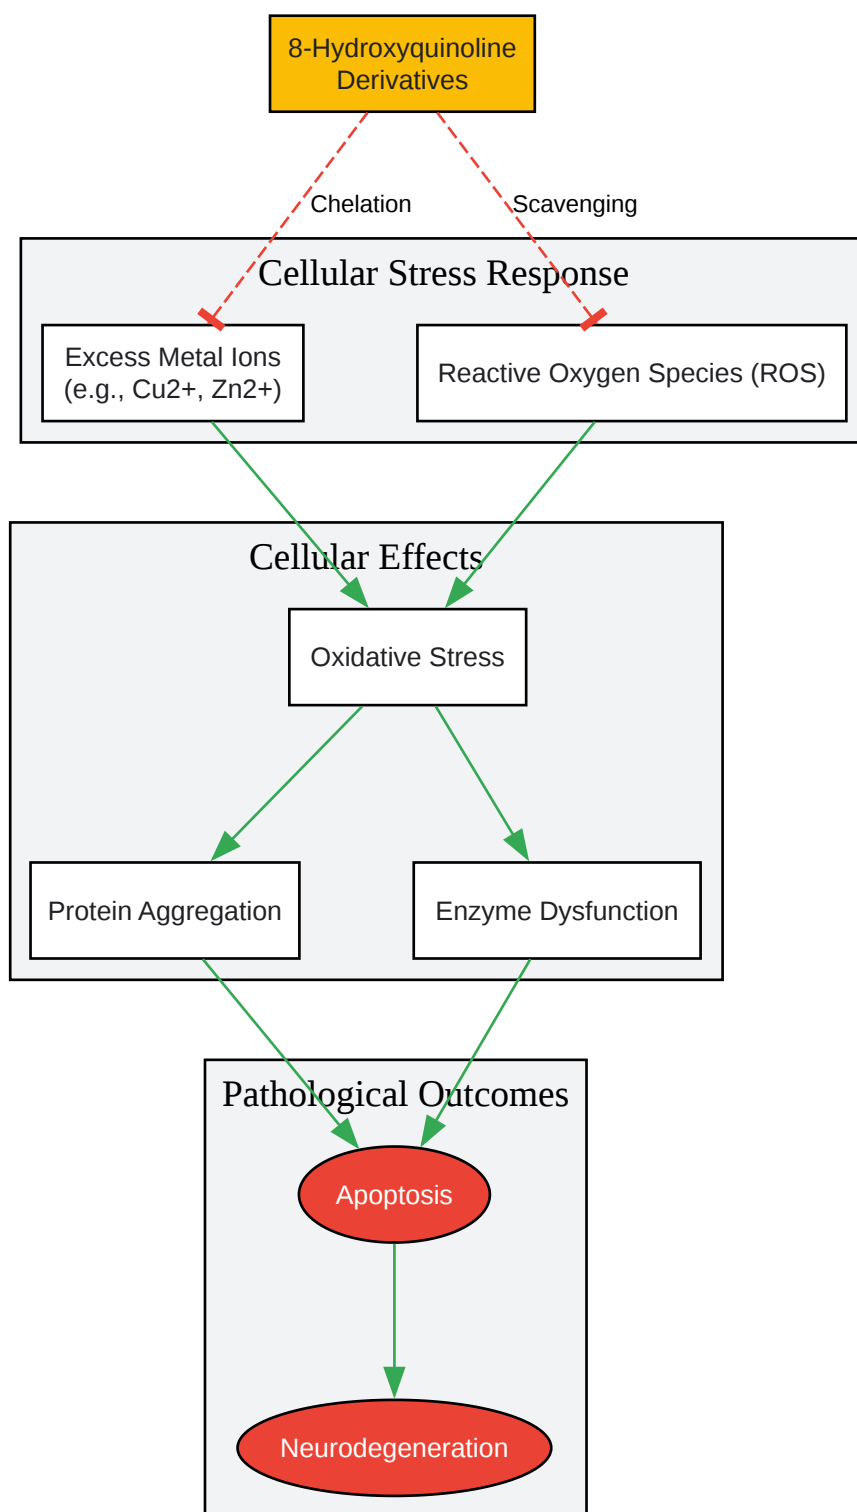 8-Hydroxyquinoline
Derivatives
Chelation
Scavenging
Cellular Stress Response
Excess Metal Ions
(e.g., Cu2+, Zn2+)
Reactive Oxygen Species (ROS)
Cellular Effects
Oxidative Stress
Protein Aggregation
Enzyme Dysfunction
Pathological Outcomes
Apoptosis
Neurodegeneration